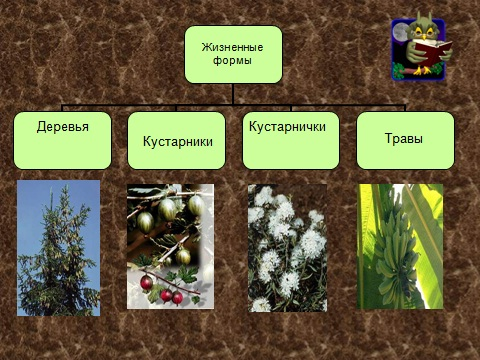 Жизненные
формы
Деревья
Кустарники
Кустарнички
Травы